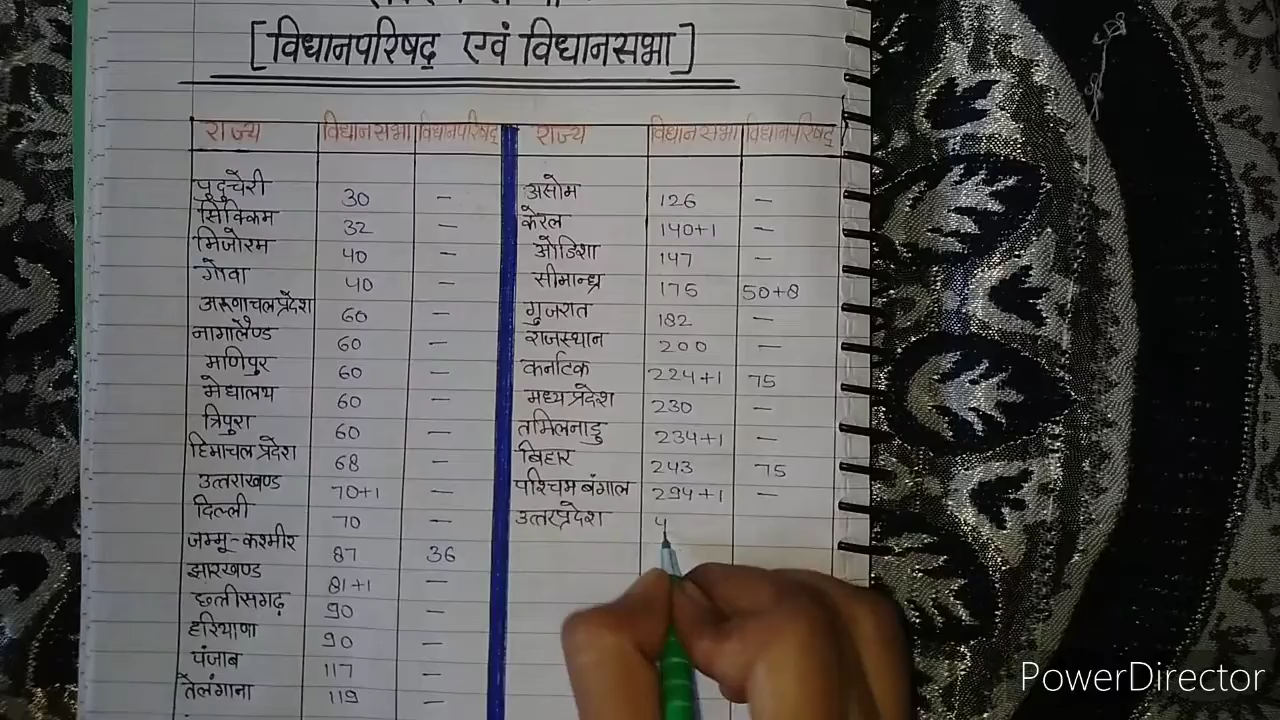 [विधानपरिषद् एवं विधानसभा]
राज्य विधानसभा विधानपरिषद्
पुदुचेरी 30 —
सिक्किम 32 —
मिजोरम 40 —
गोवा 40 —
अरुणाचल प्रदेश 60 —
नागालैण्ड 60 —
मणिपुर 60 —
मेघालय 60 —
त्रिपुरा 60 —
हिमाचल प्रदेश 68 —
उत्तराखण्ड 70+1 —
दिल्ली 70 —
जम्मू-कश्मीर 87 36
झारखण्ड 81+1 —
छत्तीसगढ़ 90 —
हरियाणा 90 —
पंजाब 117 —
तेलंगाना 119 —
राज्य विधानसभा विधानपरिषद्
असोम 126 —
केरल 140+1 —
ओडिशा 147 —
सीमान्ध्र 175 50+8
गुजरात 182 —
राजस्थान 200 —
कर्नाटक 224+1 75
मध्य प्रदेश 230 —
तमिलनाडु 234+1 —
बिहार 243 75
पश्चिम बंगाल 294+1 —
उत्तरप्रदेश 4
PowerDirector